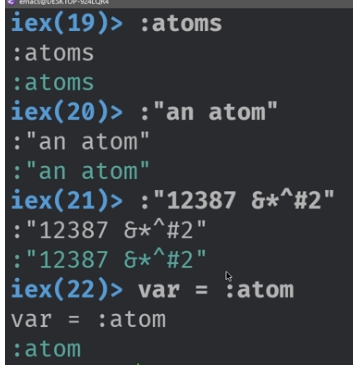 emacs@DESKTOP-924LQR4
iex(19)> :atoms
:atoms
:atoms
iex(20)> :"an atom"
:"an atom"
:"an atom"
iex(21)> :"12387 &*^#2"
:"12387 &*^#2"
:"12387 &*^#2"
iex(22)> var = :atom
var = :atom
:atom